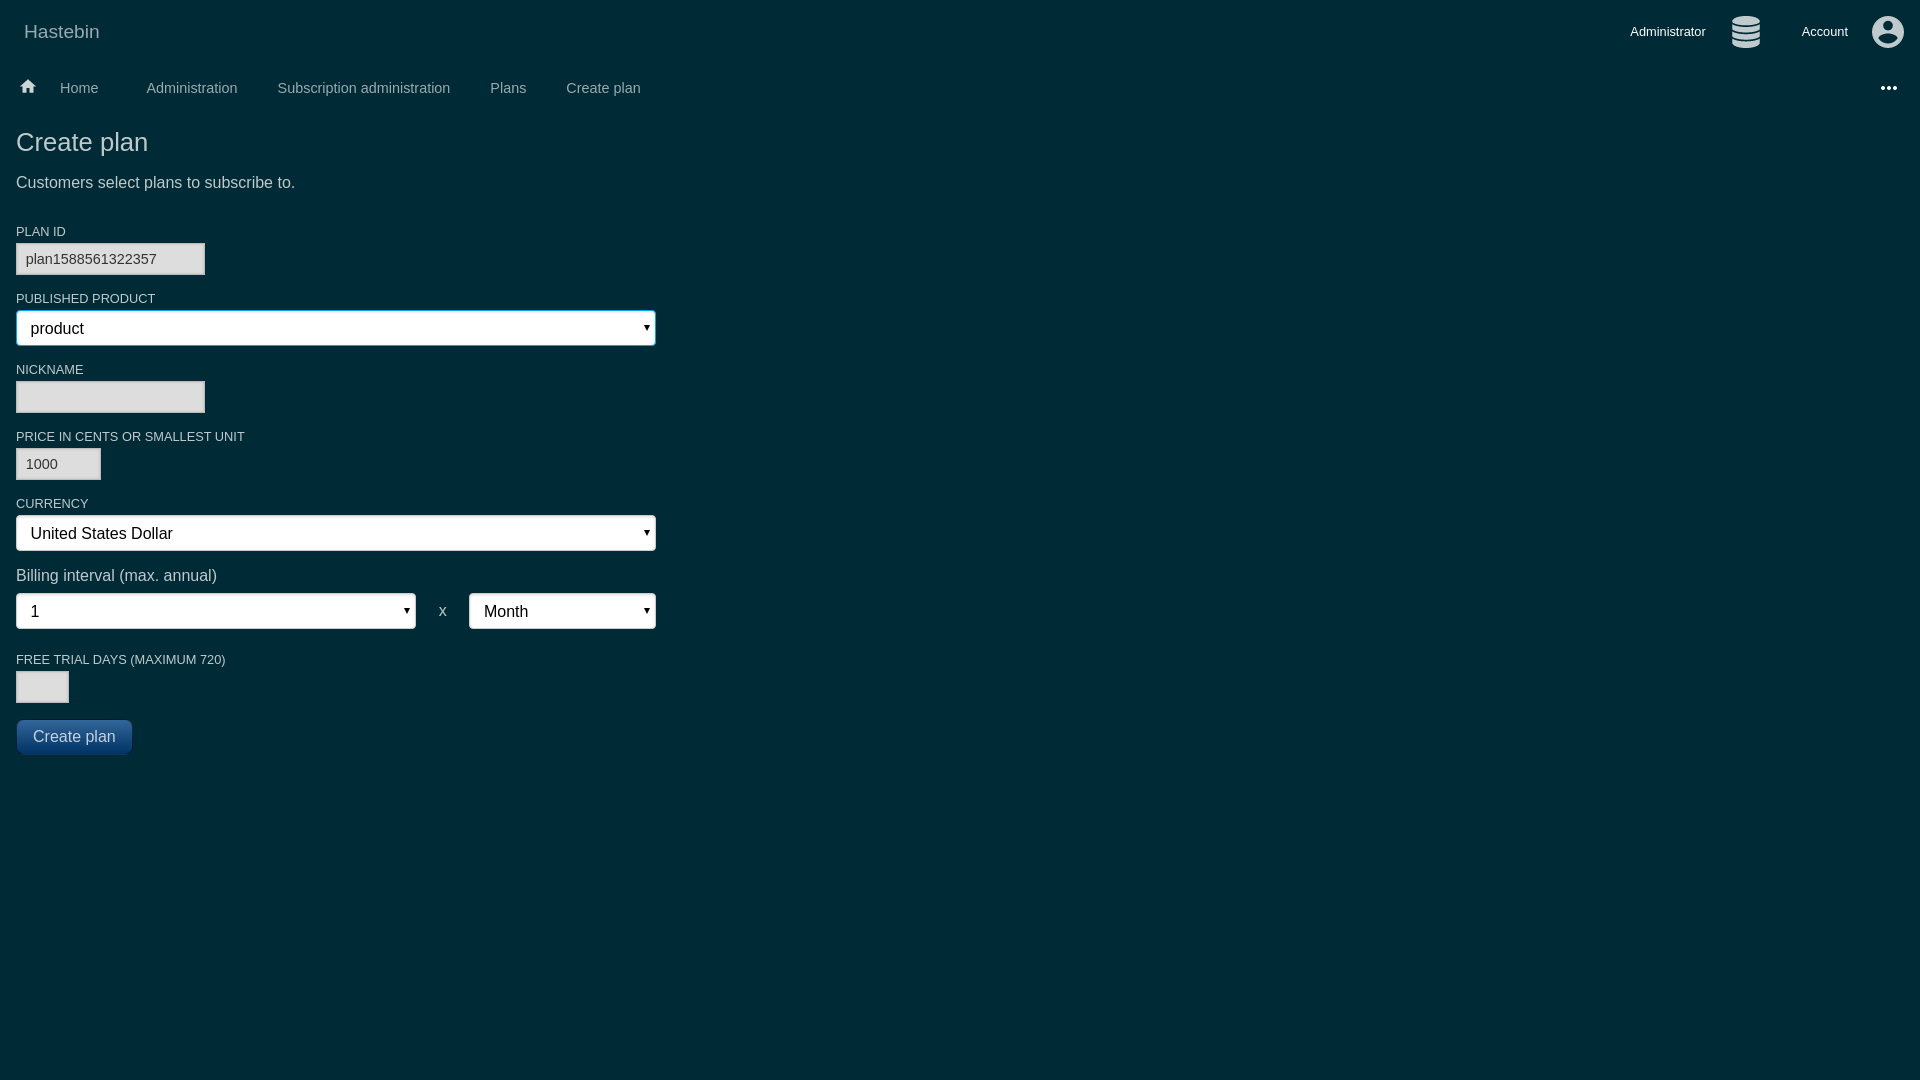 Hastebin
Administrator
Account
Home
Administration
Subscription administration
Plans
Create plan
Create plan
Customers select plans to subscribe to.
PLAN ID
plan1588561322357
PUBLISHED PRODUCT
product
NICKNAME
PRICE IN CENTS OR SMALLEST UNIT
1000
CURRENCY
United States Dollar
Billing interval (max. annual)
1 x Month
FREE TRIAL DAYS (MAXIMUM 720)
Create plan